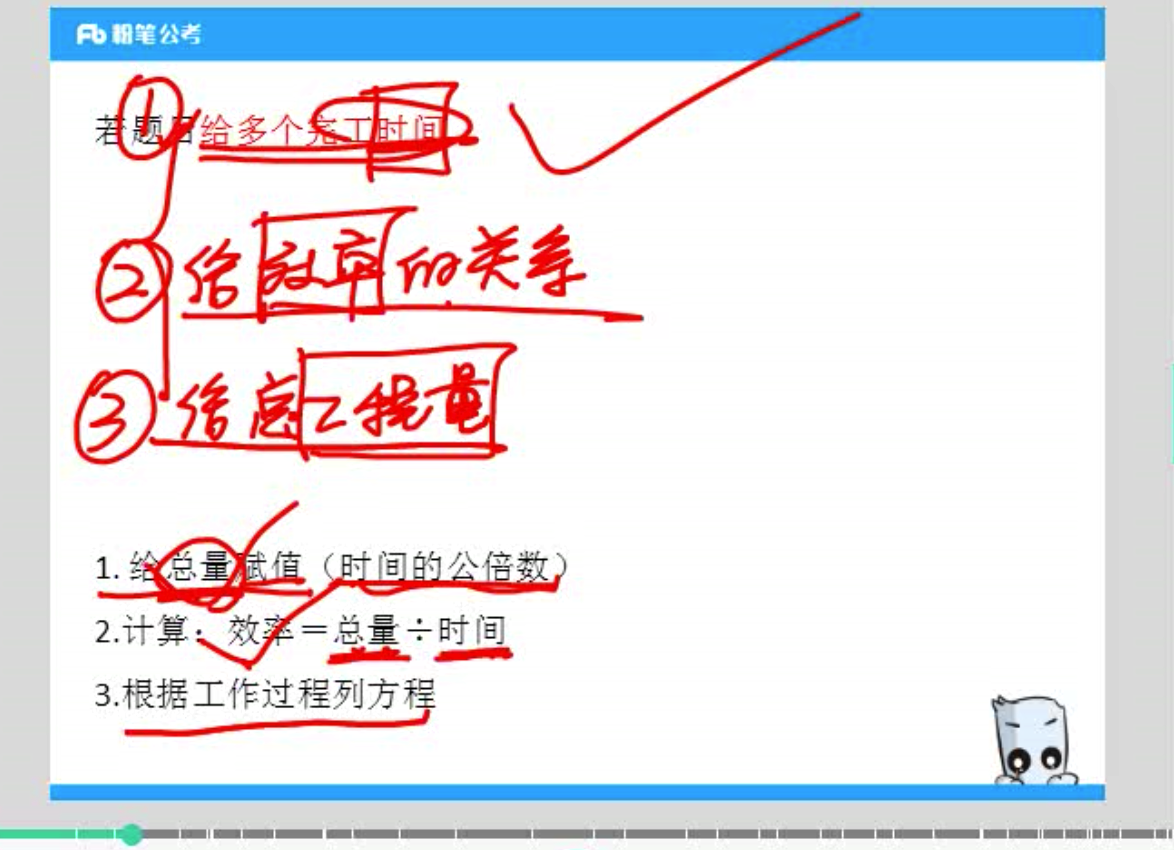 粉笔公考
① 若题目给多个完工时间
② 给效率的关系
③ 给总工程量
1. 给总量赋值（时间的公倍数）
2.计算：效率＝总量÷时间
3.根据工作过程列方程